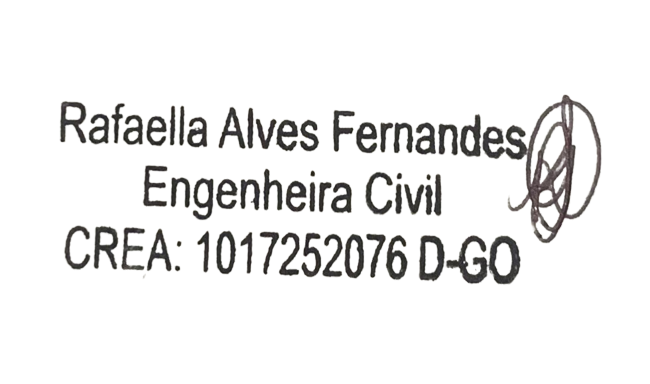 Rafaella Alves Fernandes
Engenheira Civil
CREA: 1017252076 D-GO